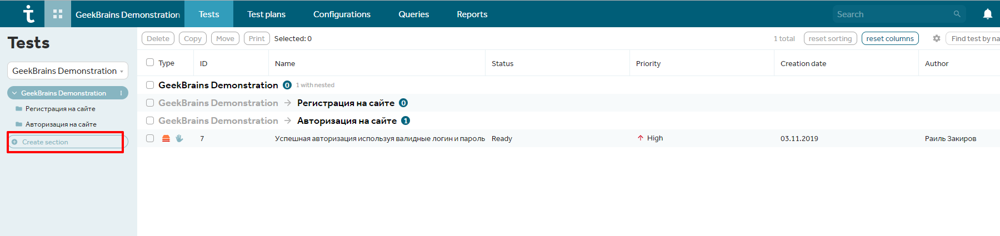 GeekBrains Demonstration Tests Test plans Configurations Queries Reports Search
Tests
Delete Copy Move Print Selected: 0 1 total reset sorting reset columns Find test by na
GeekBrains Demonstration
Type ID Name Status Priority Creation date Author
GeekBrains Demonstration
GeekBrains Demonstration 0 1 with nested
Регистрация на сайте
GeekBrains Demonstration → Регистрация на сайте 0
Авторизация на сайте
GeekBrains Demonstration → Авторизация на сайте 1
Create section
7 Успешная авторизация используя валидные логин и пароль Ready High 03.11.2019 Раиль Закиров